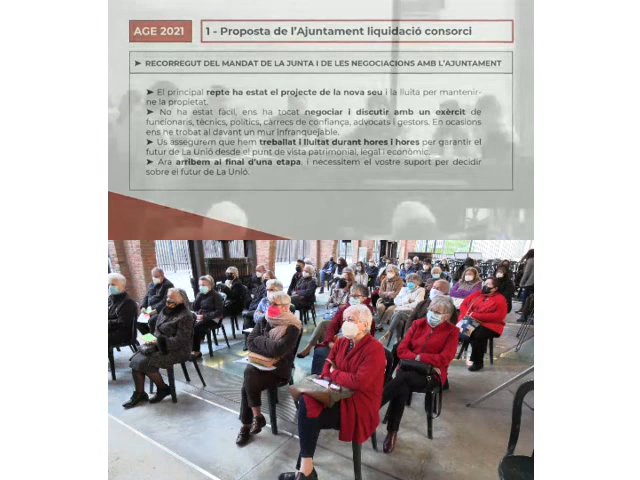 AGE 2021
1 - Proposta de l'Ajuntament liquidació consorci
➤ RECORREGUT DEL MANDAT DE LA JUNTA I DE LES NEGOCIACIONS AMB L'AJUNTAMENT
➤ El principal repte ha estat el projecte de la nova seu i la lluita per mantenir-
ne la propietat.
➤ No ha estat fàcil, ens ha tocat negociar i discutir amb un exèrcit de
funcionaris, tècnics, polítics, càrrecs de confiança, advocats i gestors. En ocasions
ens he trobat al davant un mur infranquejable.
➤ Us assegurem que hem treballat i lluitat durant hores i hores per garantir el
futur de La Unió desde el punt de vista patrimonial, legal i econòmic.
➤ Ara arribem al final d'una etapa, i necessitem el vostre suport per decidir
sobre el futur de La Unió.